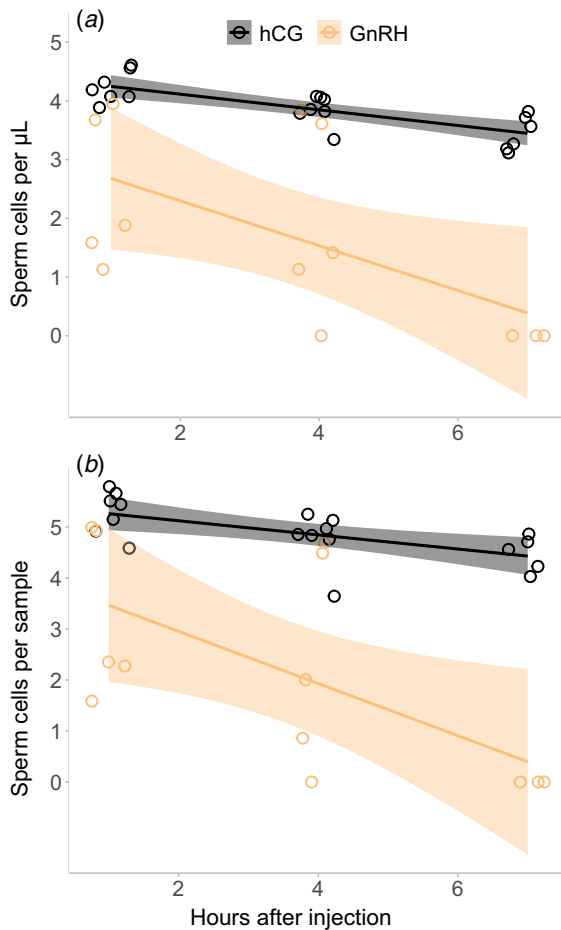 (a)
hCG GnRH
5
4
3
2
1
0
Sperm cells per µL
2 4 6
(b)
5
4
3
2
1
0
Sperm cells per sample
2 4 6
Hours after injection